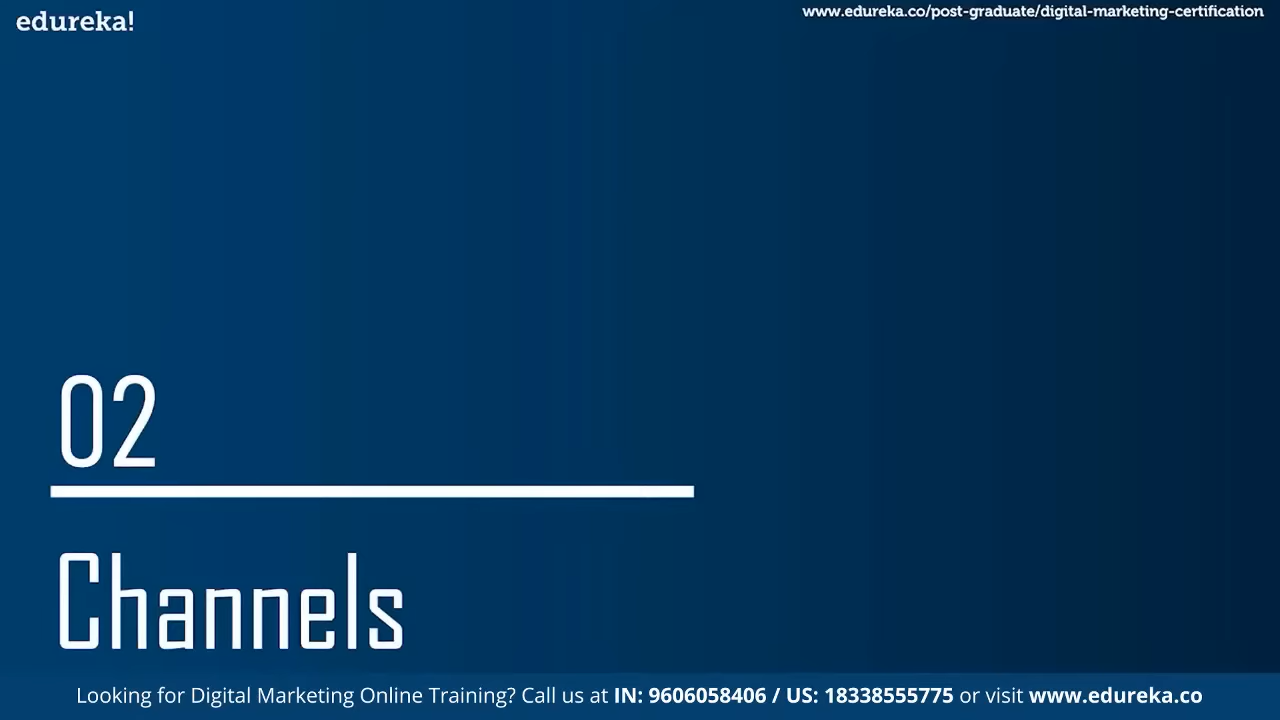 edureka!
www.edureka.co/post-graduate/digital-marketing-certification
02
Channels
Looking for Digital Marketing Online Training? Call us at IN: 9606058406 / US: 18338555775 or visit www.edureka.co